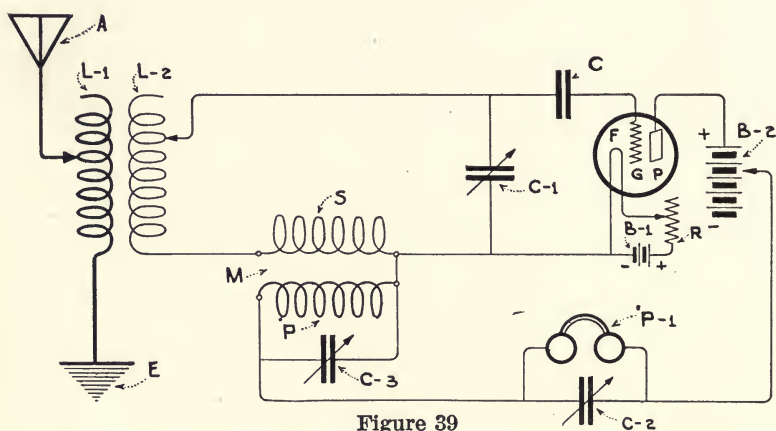 A
L-1 L-2
C
+
B-2
F
G P
C-1
S
R
-
B-1
- +
M
P
P-1
E
C-3
C-2
Figure 39